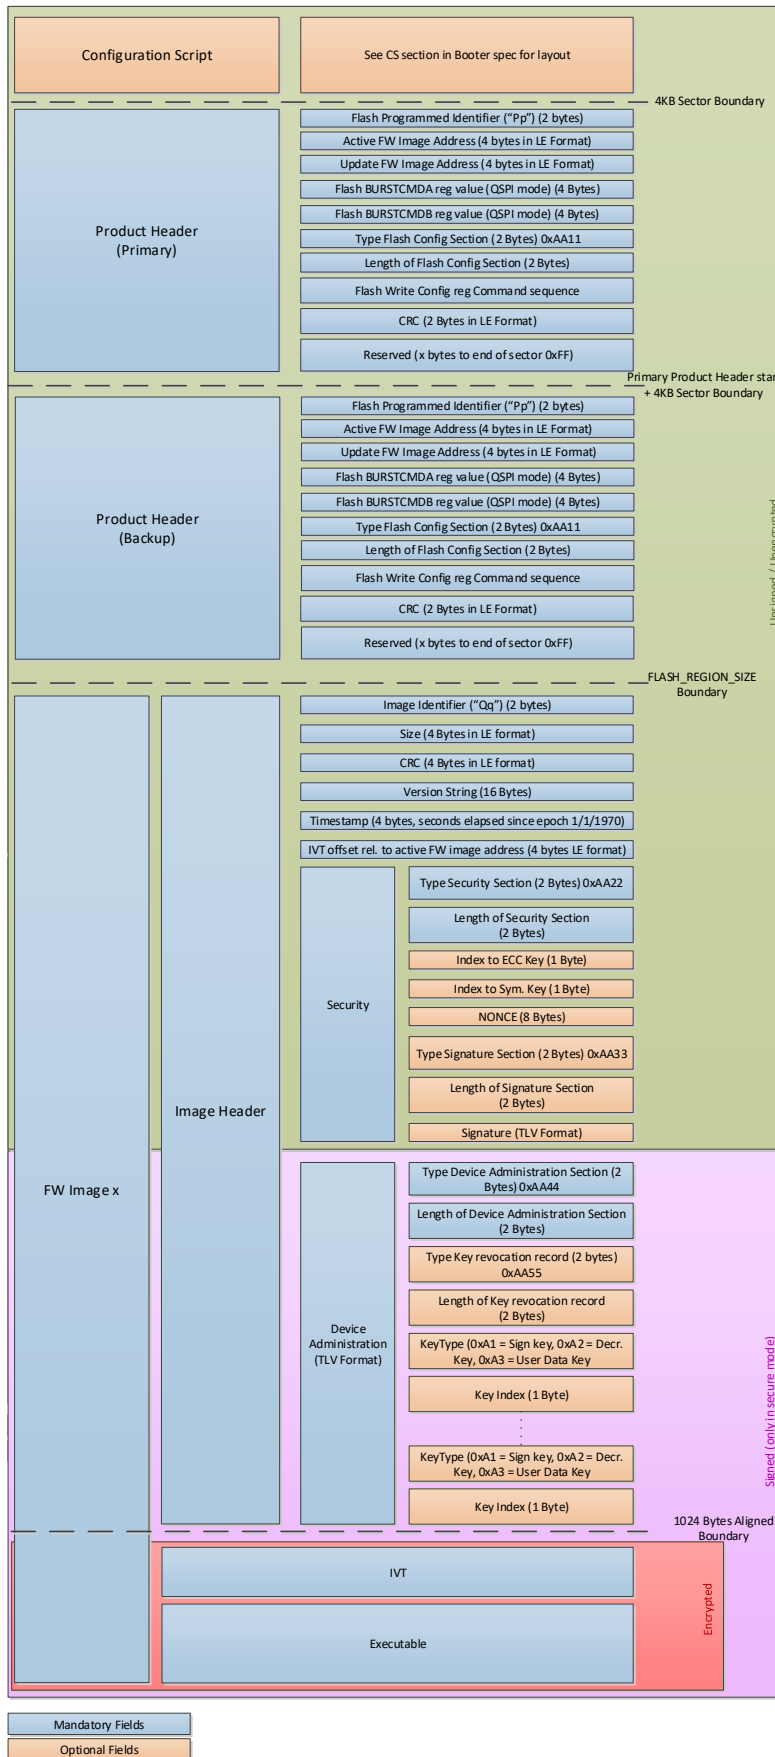 Configuration Script
See CS section in Booter spec for layout
4KB Sector Boundary
Product Header
(Primary)
Flash Programmed Identifier (“Pp”) (2 bytes)
Active FW Image Address (4 bytes in LE Format)
Update FW Image Address (4 bytes in LE Format)
Flash BURSTCMDA reg value (QSPI mode) (4 Bytes)
Flash BURSTCMDB reg value (QSPI mode) (4 Bytes)
Type Flash Config Section (2 Bytes) 0xAA11
Length of Flash Config Section (2 Bytes)
Flash Write Config reg Command sequence
CRC (2 Bytes in LE Format)
Reserved (x bytes to end of sector 0xFF)
Primary Product Header star
+ 4KB Sector Boundary
Product Header
(Backup)
Flash Programmed Identifier (“Pp”) (2 bytes)
Active FW Image Address (4 bytes in LE Format)
Update FW Image Address (4 bytes in LE Format)
Flash BURSTCMDA reg value (QSPI mode) (4 Bytes)
Flash BURSTCMDB reg value (QSPI mode) (4 Bytes)
Type Flash Config Section (2 Bytes) 0xAA11
Length of Flash Config Section (2 Bytes)
Flash Write Config reg Command sequence
CRC (2 Bytes in LE Format)
Reserved (x bytes to end of sector 0xFF)
Unsigned / Unencrypted
FLASH_REGION_SIZE
Boundary
FW Image x
Image Header
Image Identifier (“Qq”) (2 bytes)
Size (4 Bytes in LE format)
CRC (4 Bytes in LE format)
Version String (16 Bytes)
Timestamp (4 bytes, seconds elapsed since epoch 1/1/1970)
IVT offset rel. to active FW image address (4 bytes LE format)
Security
Type Security Section (2 Bytes) 0xAA22
Length of Security Section
(2 Bytes)
Index to ECC Key (1 Byte)
Index to Sym. Key (1 Byte)
NONCE (8 Bytes)
Type Signature Section (2 Bytes) 0xAA33
Length of Signature Section
(2 Bytes)
Signature (TLV Format)
Device
Administration
(TLV Format)
Type Device Administration Section (2
Bytes) 0xAA44
Length of Device Administration Section
(2 Bytes)
Type Key revocation record (2 bytes)
0xAA55
Length of Key revocation record
(2 Bytes)
KeyType (0xA1 = Sign key, 0xA2 = Decr.
Key, 0xA3 = User Data Key
Key Index (1 Byte)
KeyType (0xA1 = Sign key, 0xA2 = Decr.
Key, 0xA3 = User Data Key
Key Index (1 Byte)
Signed (only in secure mode)
1024 Bytes Aligned
Boundary
IVT
Executable
Encrypted
Mandatory Fields
Optional Fields